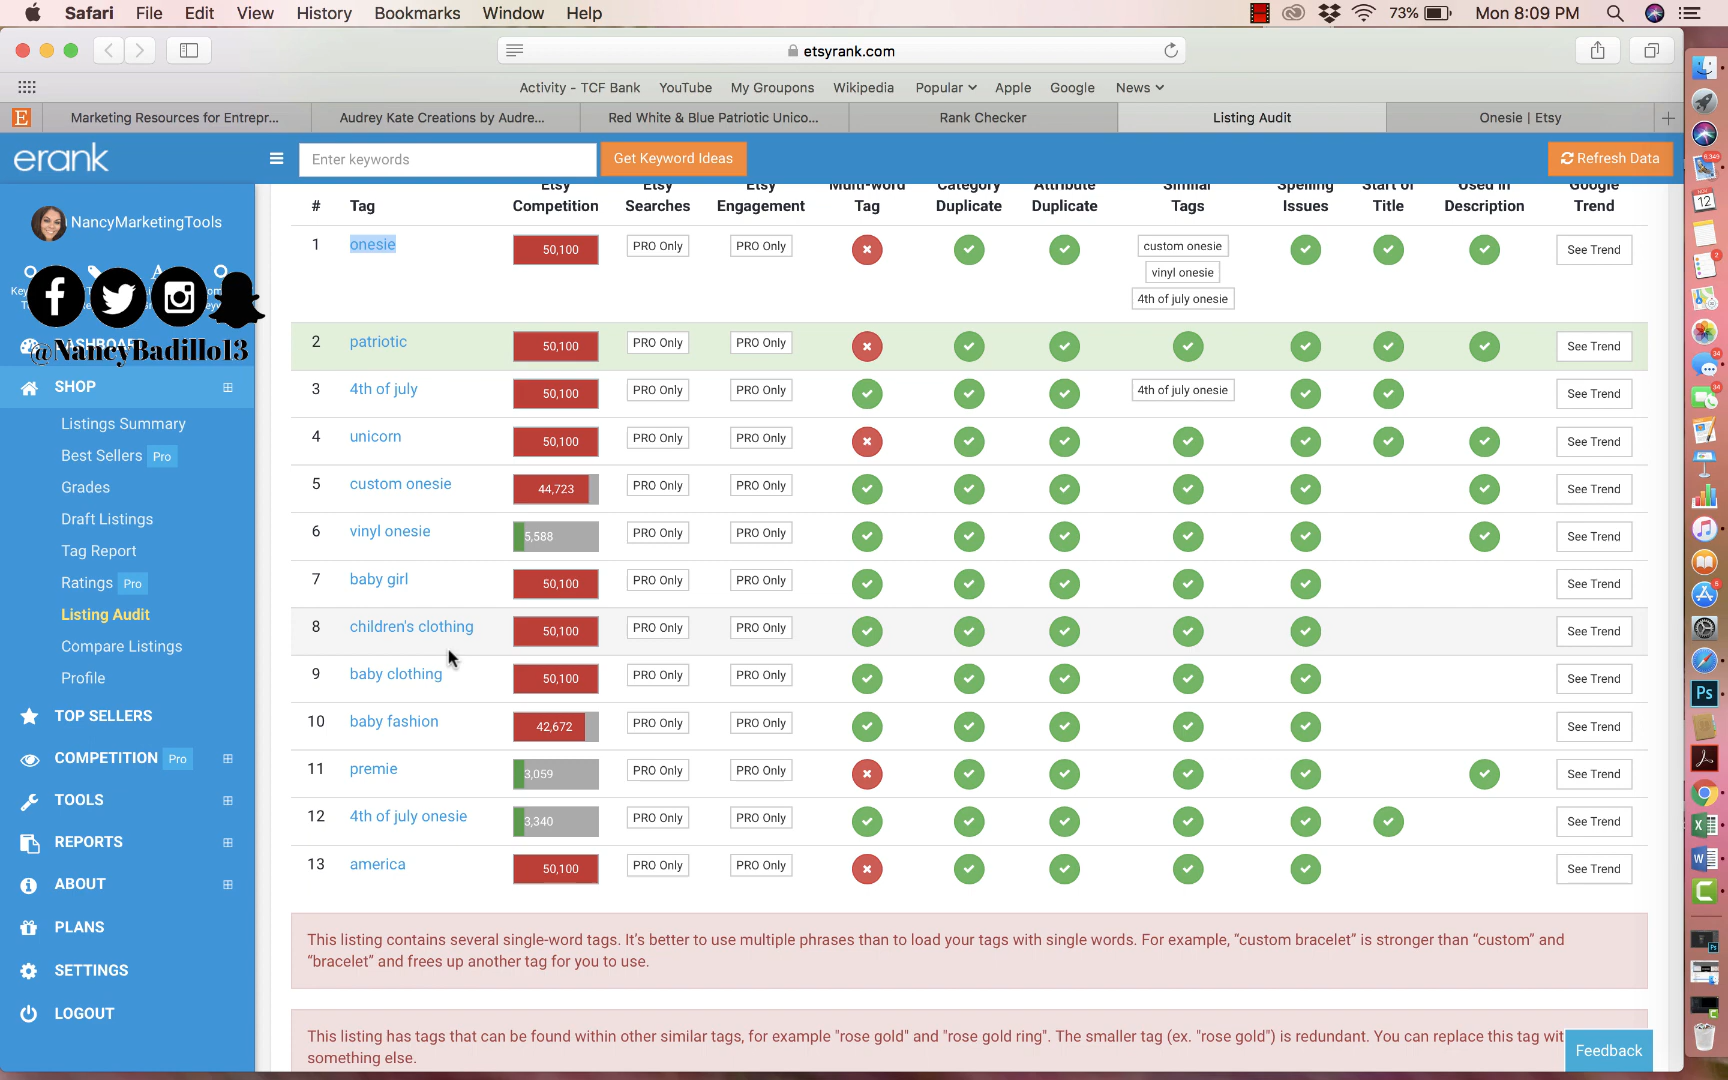 Safari File Edit View History Bookmarks Window Help 73% Mon 8:09 PM
etsyrank.com
Activity - TCF Bank YouTube My Groupons Wikipedia Popular Apple Google News
E Marketing Resources for Entrepr... Audrey Kate Creations by Audre... Red White & Blue Patriotic Unico... Rank Checker Listing Audit Onesie | Etsy
erank Enter keywords Get Keyword Ideas Refresh Data
NancyMarketingTools
@NancyBadillo13
SHOP
Listings Summary
Best Sellers Pro
Grades
Draft Listings
Tag Report
Ratings Pro
Listing Audit
Compare Listings
Profile
TOP SELLERS
COMPETITION Pro
TOOLS
REPORTS
ABOUT
PLANS
SETTINGS
LOGOUT
Etsy Etsy Etsy Multi-word Category Attribute Similar Spelling Start of Used in Google
# Tag Competition Searches Engagement Tag Duplicate Duplicate Tags Issues Title Description Trend
1 onesie 50,100 PRO Only PRO Only custom onesie See Trend
vinyl onesie
4th of july onesie
2 patriotic 50,100 PRO Only PRO Only See Trend
3 4th of july 50,100 PRO Only PRO Only 4th of july onesie See Trend
4 unicorn 50,100 PRO Only PRO Only See Trend
5 custom onesie 44,723 PRO Only PRO Only See Trend
6 vinyl onesie 5,588 PRO Only PRO Only See Trend
7 baby girl 50,100 PRO Only PRO Only See Trend
8 children's clothing 50,100 PRO Only PRO Only See Trend
9 baby clothing 50,100 PRO Only PRO Only See Trend
10 baby fashion 42,672 PRO Only PRO Only See Trend
11 premie 3,059 PRO Only PRO Only See Trend
12 4th of july onesie 3,340 PRO Only PRO Only See Trend
13 america 50,100 PRO Only PRO Only See Trend
This listing contains several single-word tags. It's better to use multiple phrases than to load your tags with single words. For example, “custom bracelet” is stronger than “custom” and
“bracelet” and frees up another tag for you to use.
This listing has tags that can be found within other similar tags, for example "rose gold" and "rose gold ring". The smaller tag (ex. "rose gold") is redundant. You can replace this tag wit
something else.
Feedback